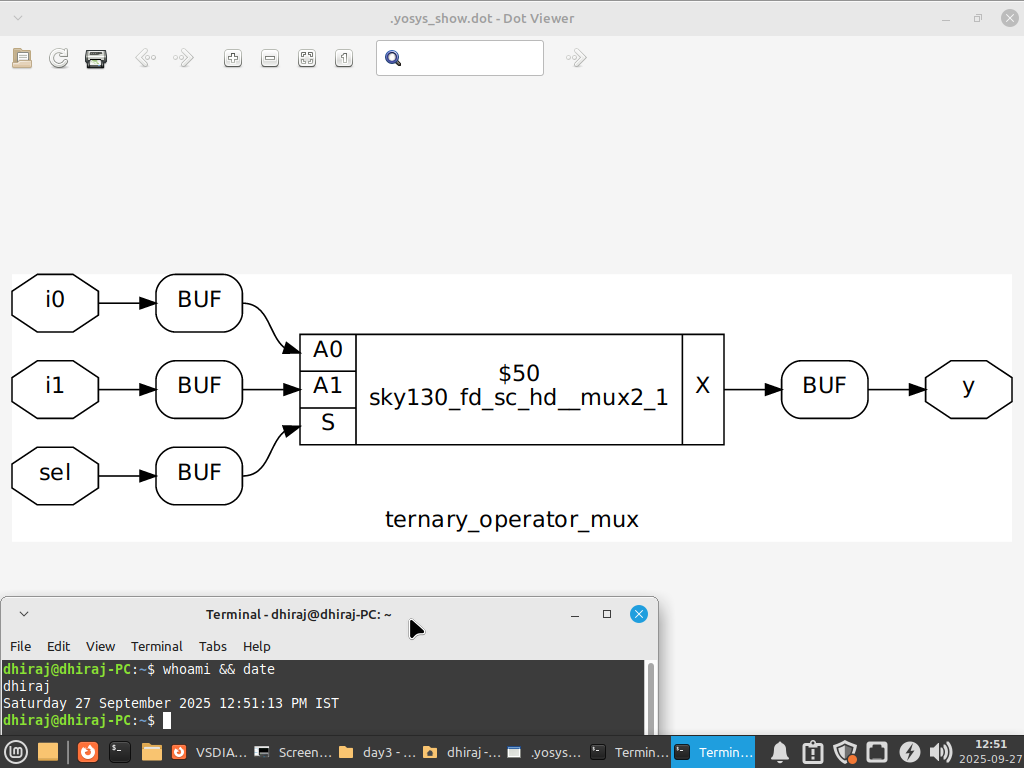 .yosys_show.dot - Dot Viewer
i0
BUF
A0
i1
BUF
A1
$50
sky130_fd_sc_hd__mux2_1
X
BUF
y
S
sel
BUF
ternary_operator_mux
Terminal - dhiraj@dhiraj-PC: ~
File Edit View Terminal Tabs Help
dhiraj@dhiraj-PC:~$ whoami && date
dhiraj
Saturday 27 September 2025 12:51:13 PM IST
dhiraj@dhiraj-PC:~$
VSDIA... Screen... day3 - ... dhiraj -... .yosys... Termin... Termin...
12:51
2025-09-27